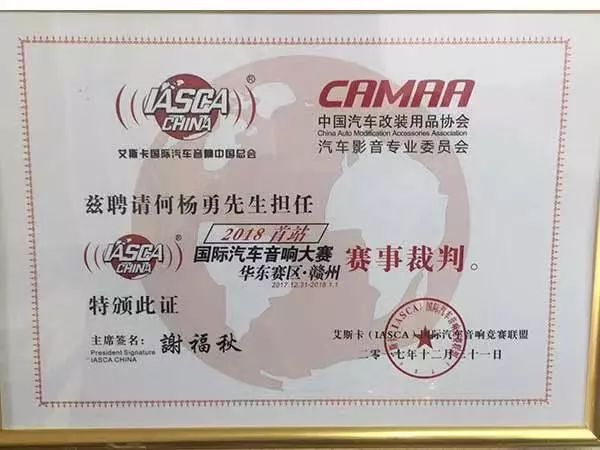 IASCA
CHINA
®
艾斯卡国际汽车音响中国总会
CAMAA
中国汽车改装用品协会
China Auto Modification Accessories Association
汽车影音专业委员会
兹聘请何杨勇先生担任
IASCA
CHINA
®
2018首站
国际汽车音响大赛
华东赛区·赣州
2017.12.31-2018.1.1
赛事裁判。
特颁此证
主席签名：謝福秋
President Signature
IASCA CHINA
艾斯卡（IASCA）国际汽车音响竞赛联盟
二〇一七年十二月三十一日